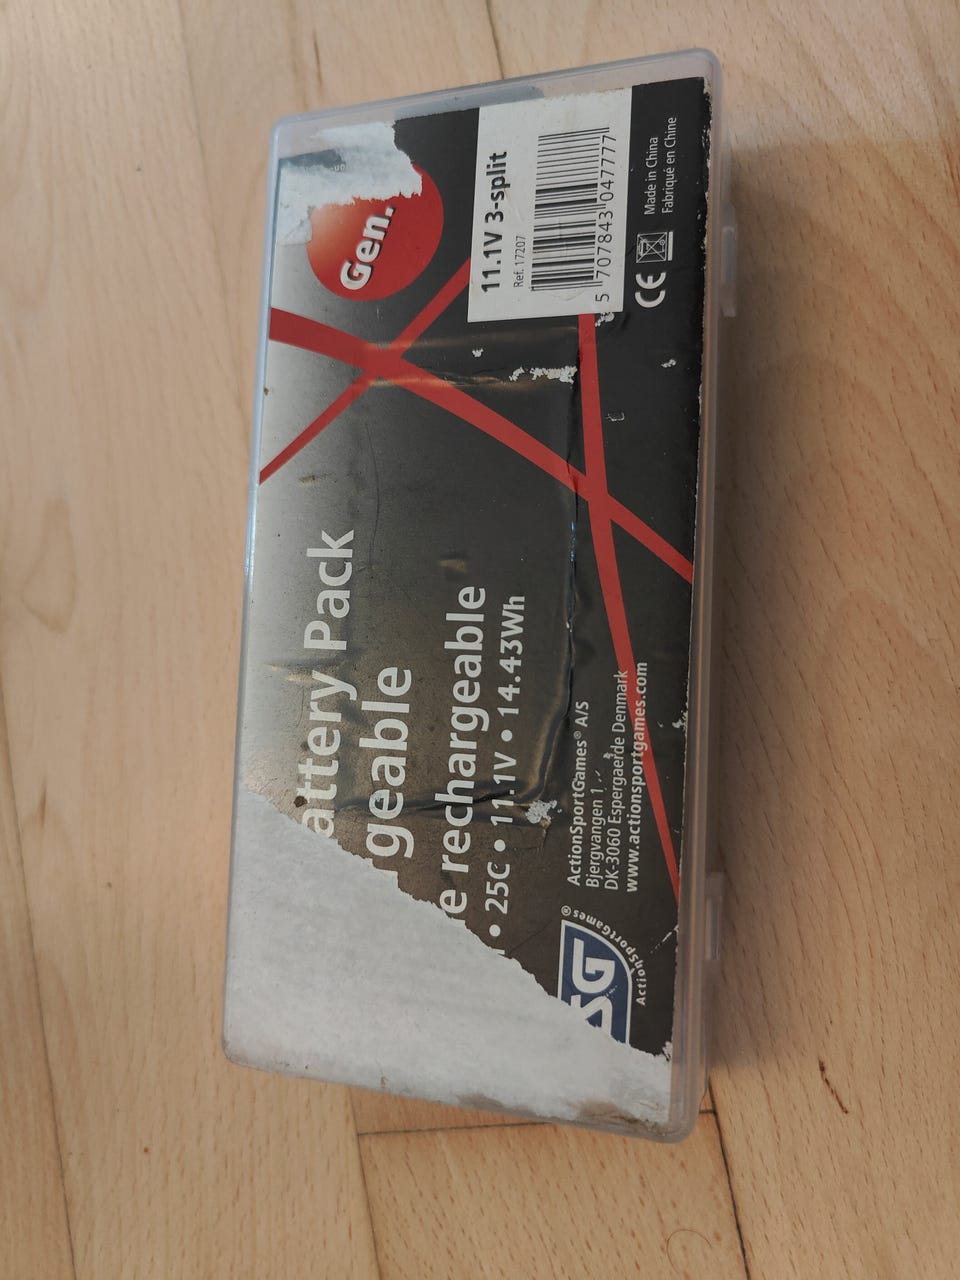 Gen.
11.1V 3-split
Ref. 17207
5 707843 047777
CE
Made in China
Fabriqué en Chine
attery Pack
geable
e rechargeable
• 25C • 11.1V • 14.43Wh
ActionSportGames® A/S
Bjergvangen 1
DK-3060 Espergaerde Denmark
www.actionsportgames.com
SG
ActionSportGames®